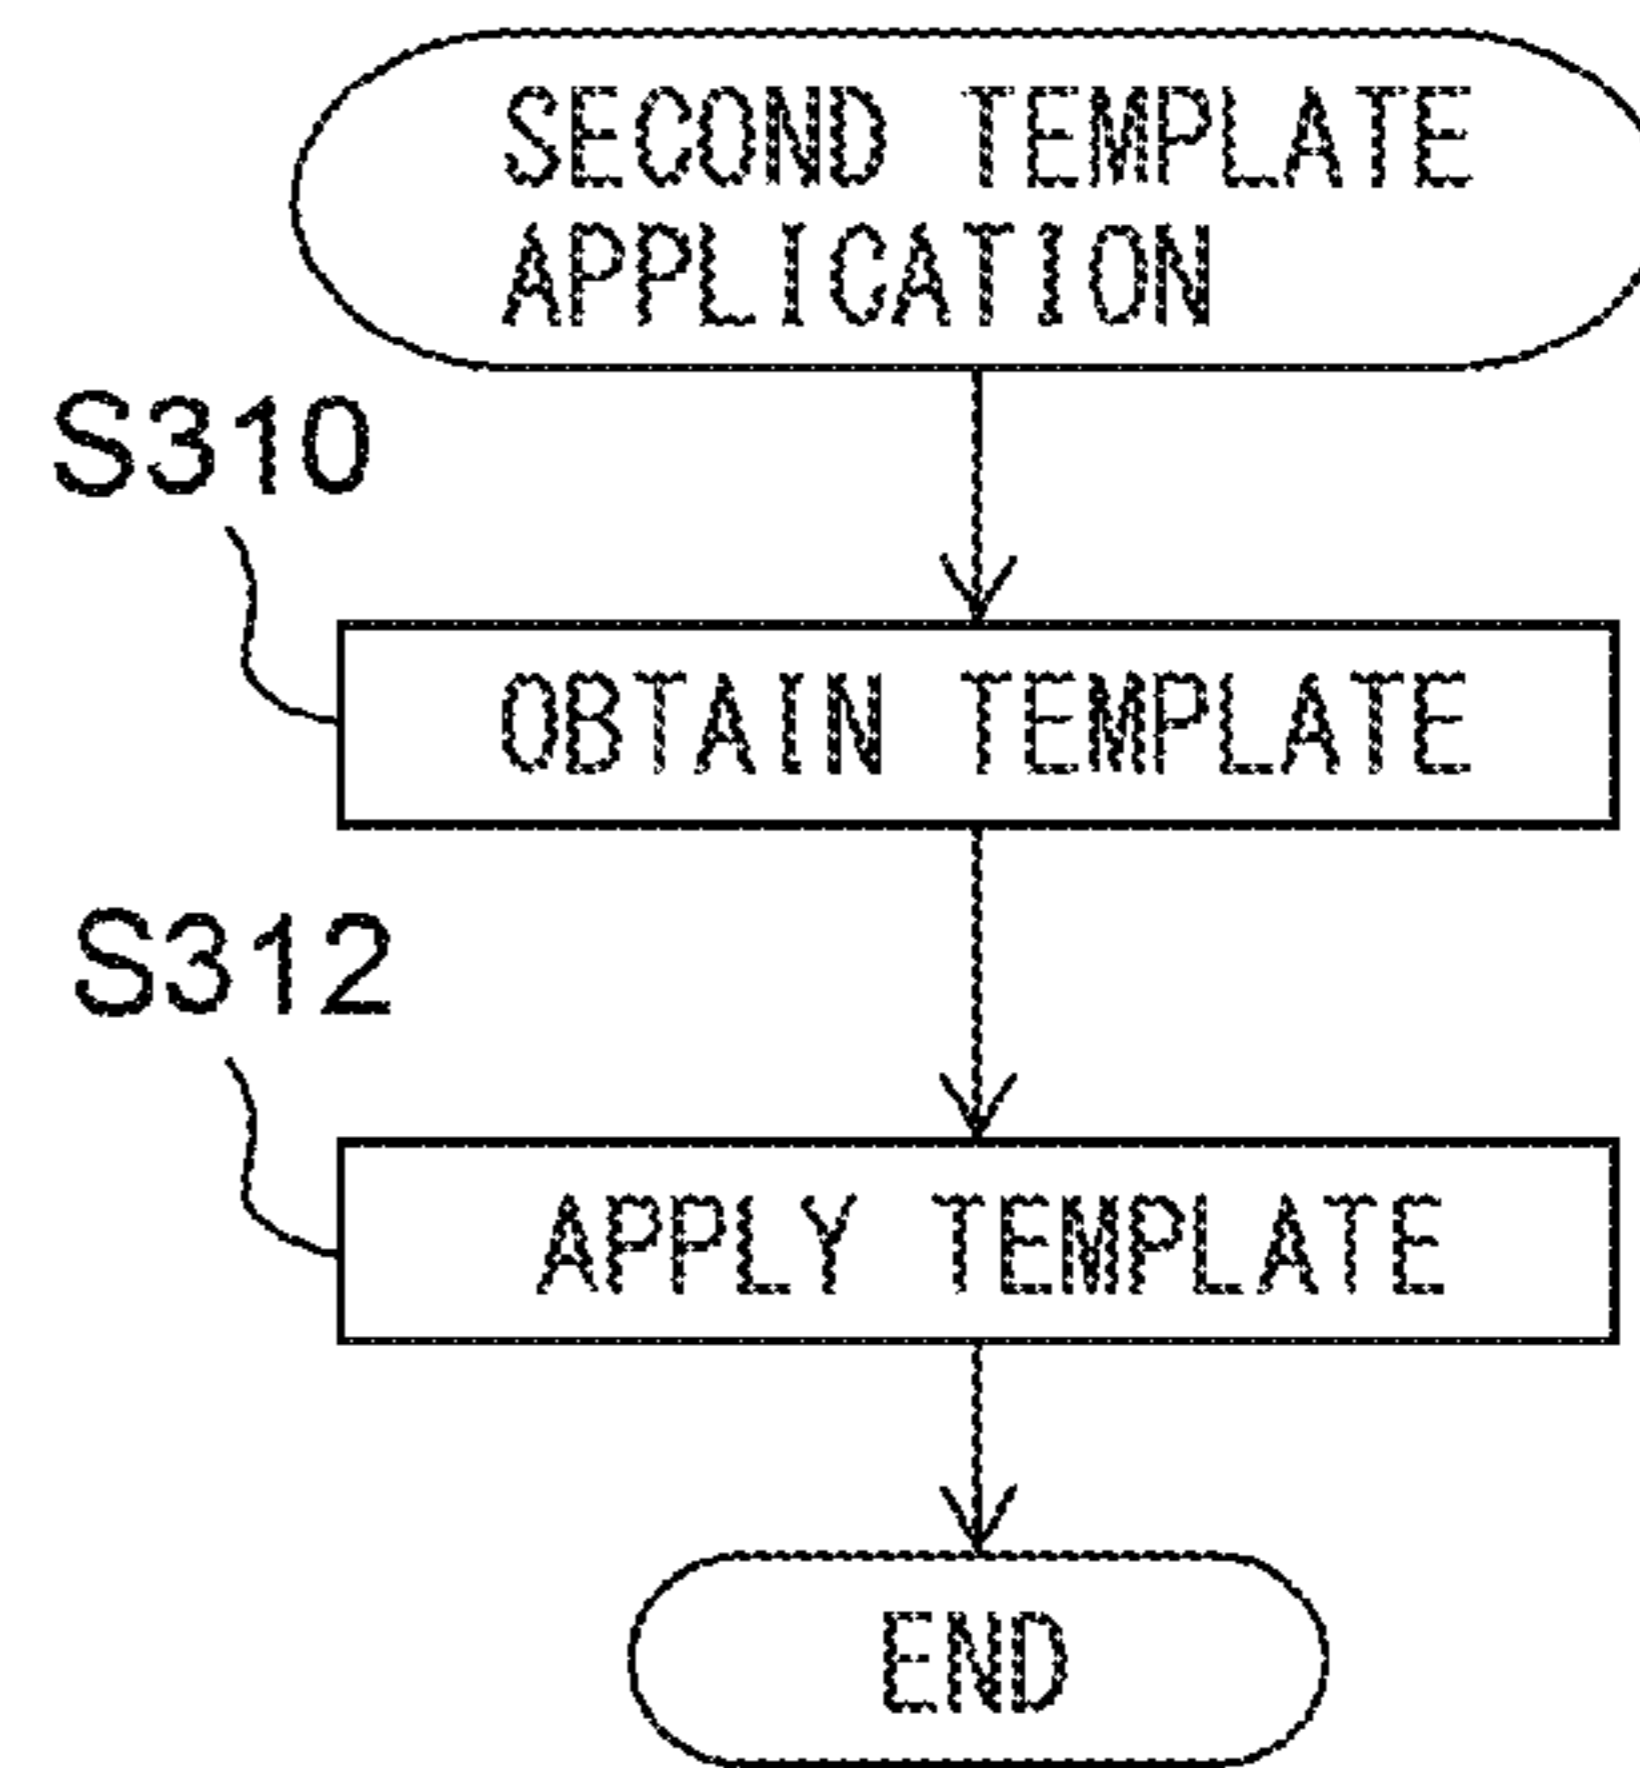 SECOND TEMPLATE
APPLICATION
S310
OBTAIN TEMPLATE
S312
APPLY TEMPLATE
END